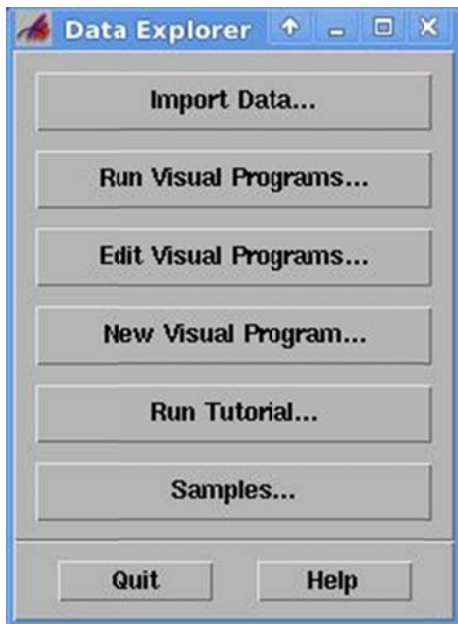 Data Explorer
Import Data...
Run Visual Programs...
Edit Visual Programs...
New Visual Program...
Run Tutorial...
Samples...
Quit Help